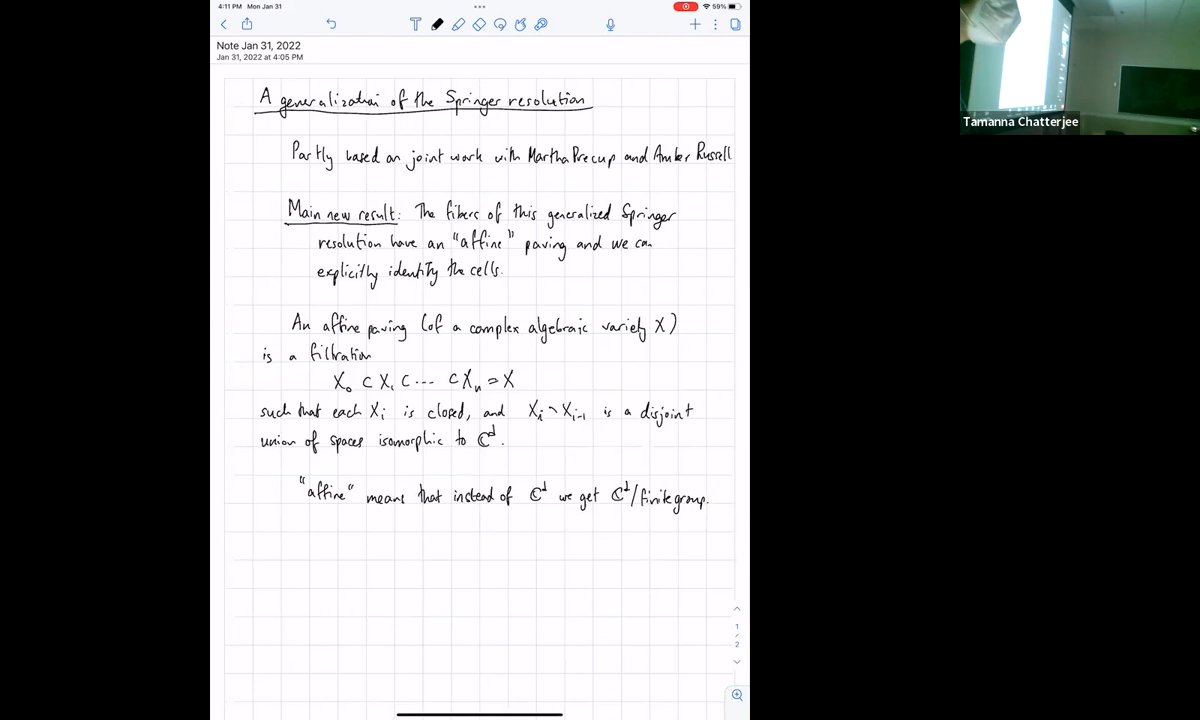 4:11 PM Mon Jan 31
59%
Note Jan 31, 2022
Jan 31, 2022 at 4:05 PM
A generalization of the Springer resolution
Partly based on joint work with Martha Precup and Amber Russell
Main new result: The fibers of this generalized Springer
resolution have an "affine" paving and we can
explicitly identify the cells.
An affine paving (of a complex algebraic variety X)
is a filtration
X₀ ⊂ X₁ ⊂ ... ⊂ Xₙ = X
such that each Xᵢ is closed, and Xᵢ \ Xᵢ₋₁ is a disjoint
union of spaces isomorphic to ℂᵈ.
"affine" means that instead of ℂᵈ we get ℂᵈ/finite group.
1
/
2
Tamanna Chatterjee